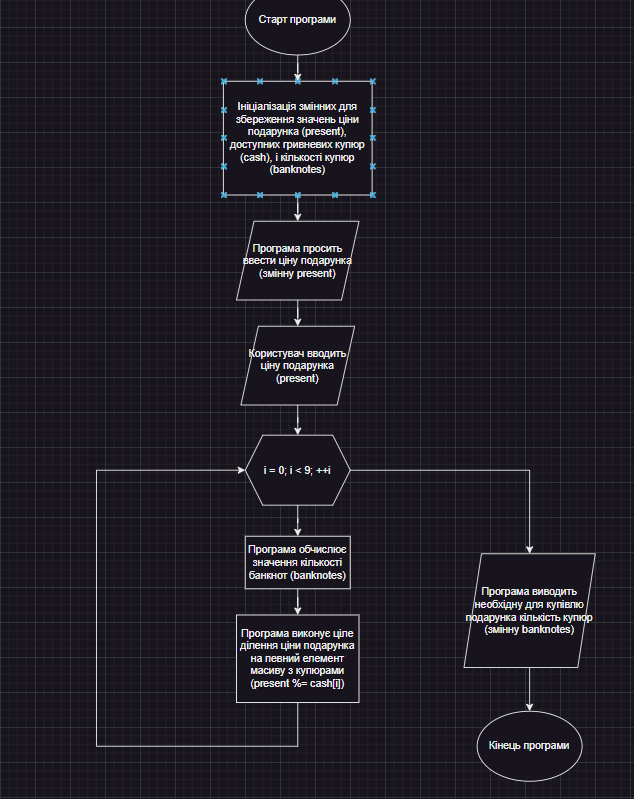 Старт програми
Ініціалізація змінних для
збереження значень ціни
подарунка (present),
доступних гривневих купюр
(cash), і кількості купюр
(banknotes)
Програма просить
ввести ціну подарунка
(змінну present)
Користувач вводить
ціну подарунка
(present)
i = 0; i < 9; ++i
Програма обчислює
значення кількості
банкнот (banknotes)
Програма виконує ціле
ділення ціни подарунка
на певний елемент
масиву з купюрами
(present %= cash[i])
Програма виводить
необхідну для купівлю
подарунка кількість купюр
(змінну banknotes)
Кінець програми